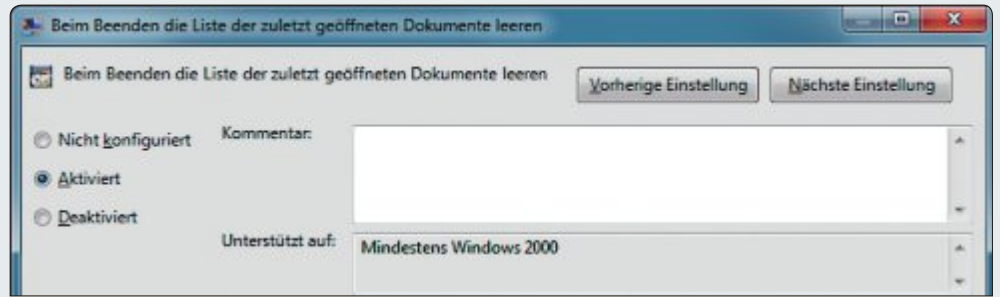 Beim Beenden die Liste der zuletzt geöffneten Dokumente leeren
Beim Beenden die Liste der zuletzt geöffneten Dokumente leeren
Vorherige Einstellung
Nächste Einstellung
Nicht konfiguriert
Kommentar:
Aktiviert
Deaktiviert
Unterstützt auf:
Mindestens Windows 2000